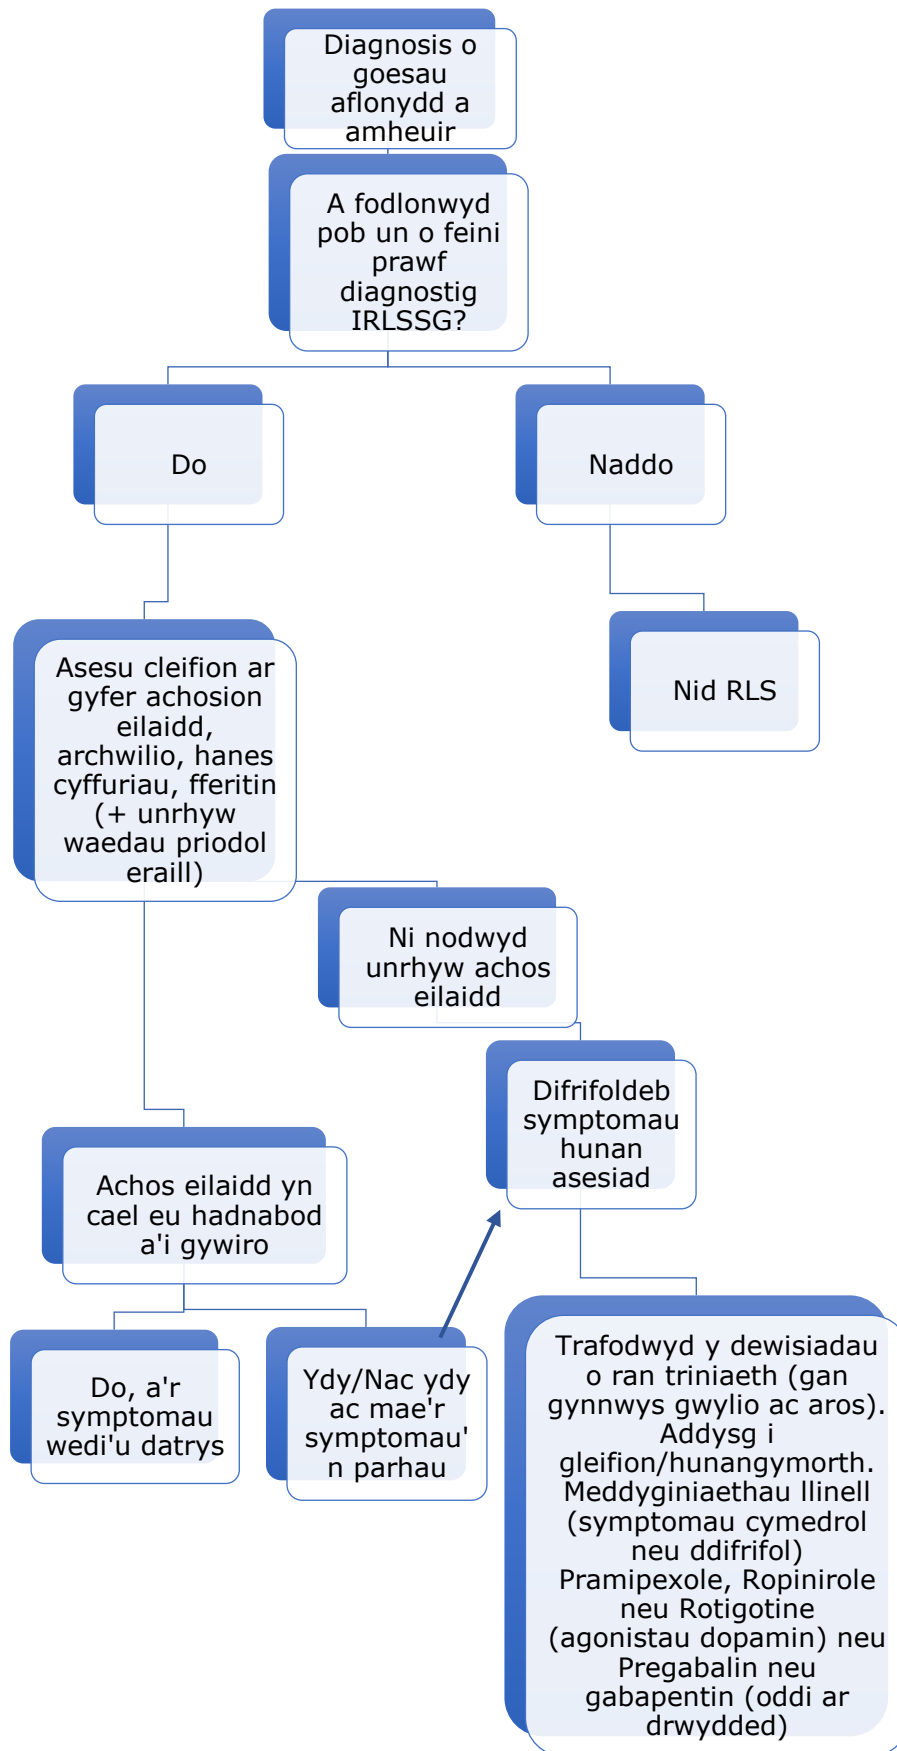 Diagnosis o
goesau
aflonydd a
amheuir
A fodlonwyd
pob un o feini
prawf
diagnostig
IRLSSG?
Do
Naddo
Asesu cleifion ar
gyfer achosion
eilaidd,
archwilio, hanes
cyffuriau, fferitin
(+ unrhyw
waedau priodol
eraill)
Nid RLS
Ni nodwyd
unrhyw achos
eilaidd
Difrifoldeb
symptomau
hunan
asesiad
Achos eilaidd yn
cael eu hadnabod
a'i gywiro
Do, a'r
symptomau
wedi'u datrys
Ydy/Nac ydy
ac mae'r
symptomau'
n parhau
Trafodwyd y dewisiadau
o ran triniaeth (gan
gynnwys gwylio ac aros).
Addysg i
gleifion/hunangymorth.
Meddyginiaethau llinell
(symptomau cymedrol
neu ddifrifol)
Pramipexole, Ropinirole
neu Rotigotine
(agonistau dopamin) neu
Pregabalin neu
gabapentin (oddi ar
drwydded)